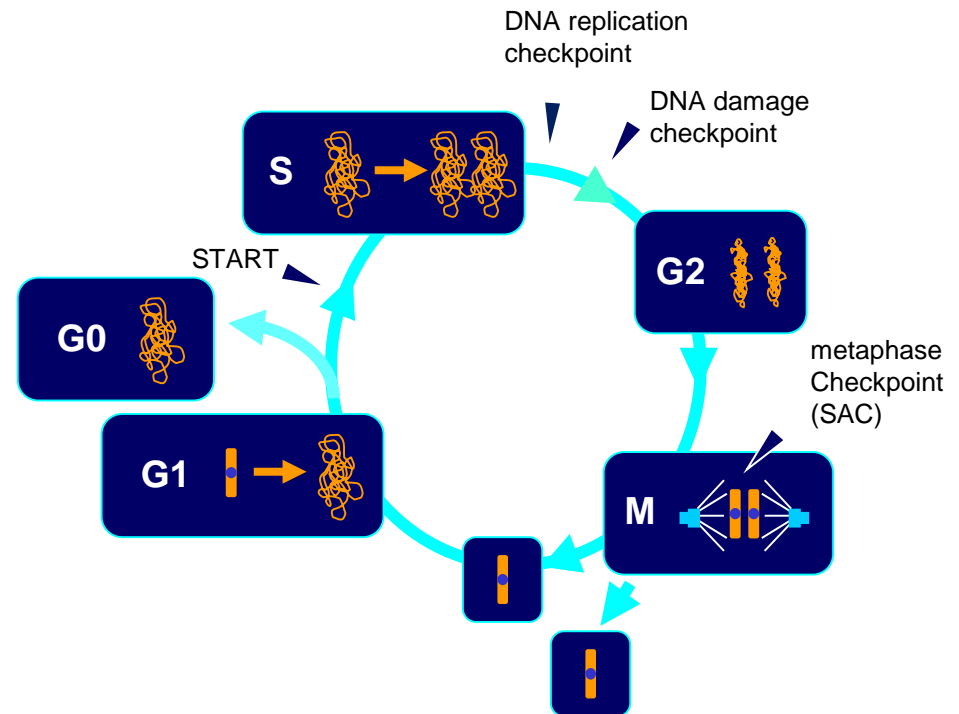 DNA replication
checkpoint
DNA damage
checkpoint
S
G2
START
G0
metaphase
Checkpoint
(SAC)
G1
M